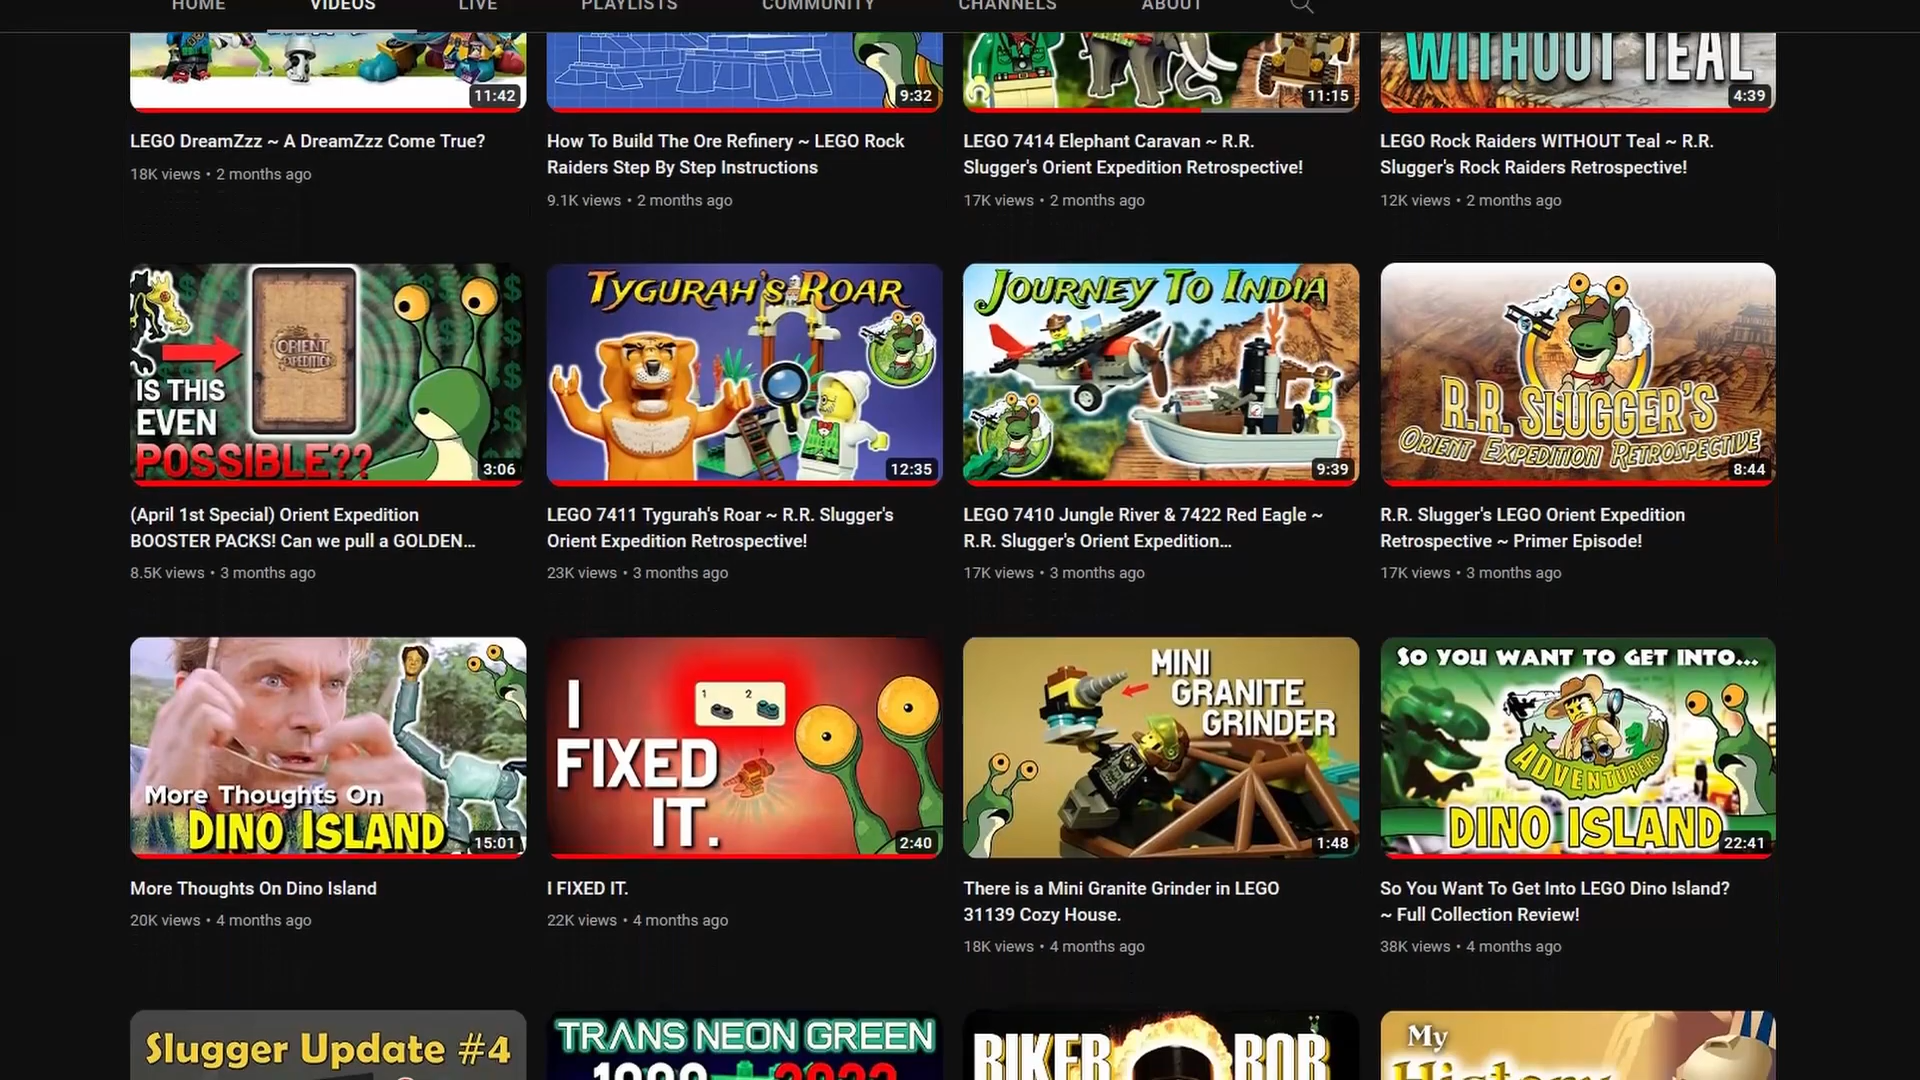 HOME VIDEOS LIVE PLAYLISTS COMMUNITY CHANNELS ABOUT
WITHOUT TEAL
11:42
9:32
11:15
4:39
LEGO DreamZzz ~ A DreamZzz Come True?
18K views • 2 months ago
How To Build The Ore Refinery ~ LEGO Rock
Raiders Step By Step Instructions
9.1K views • 2 months ago
LEGO 7414 Elephant Caravan ~ R.R.
Slugger's Orient Expedition Retrospective!
17K views • 2 months ago
LEGO Rock Raiders WITHOUT Teal ~ R.R.
Slugger's Rock Raiders Retrospective!
12K views • 2 months ago
ORIENT
EXPEDITION
IS THIS
EVEN
POSSIBLE??
3:06
TYGURAH'S ROAR
12:35
JOURNEY TO INDIA
9:39
R.R. SLUGGER'S
ORIENT EXPEDITION RETROSPECTIVE
8:44
(April 1st Special) Orient Expedition
BOOSTER PACKS! Can we pull a GOLDEN...
8.5K views • 3 months ago
LEGO 7411 Tygurah's Roar ~ R.R. Slugger's
Orient Expedition Retrospective!
23K views • 3 months ago
LEGO 7410 Jungle River & 7422 Red Eagle ~
R.R. Slugger's Orient Expedition...
17K views • 3 months ago
R.R. Slugger's LEGO Orient Expedition
Retrospective ~ Primer Episode!
17K views • 3 months ago
More Thoughts On
DINO ISLAND
15:01
1 2
I
FIXED
IT.
2:40
MINI
GRANITE
GRINDER
1:48
SO YOU WANT TO GET INTO...
ADVENTURERS
DINO ISLAND
22:41
More Thoughts On Dino Island
20K views • 4 months ago
I FIXED IT.
22K views • 4 months ago
There is a Mini Granite Grinder in LEGO
31139 Cozy House.
18K views • 4 months ago
So You Want To Get Into LEGO Dino Island?
~ Full Collection Review!
38K views • 4 months ago
Slugger Update #4
TRANS NEON GREEN
BIKER BOB
My
History